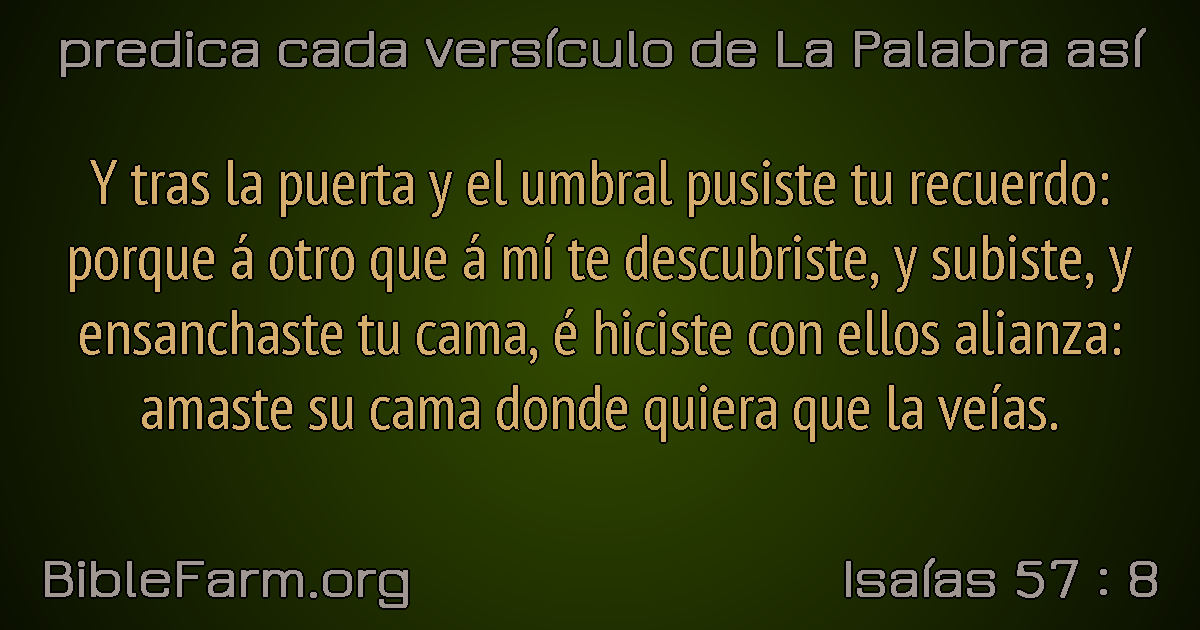 predica cada versículo de La Palabra así
Y tras la puerta y el umbral pusiste tu recuerdo:
porque á otro que á mí te descubriste, y subiste, y
ensanchaste tu cama, é hiciste con ellos alianza:
amaste su cama donde quiera que la veías.
BibleFarm.org
Isaías 57 : 8